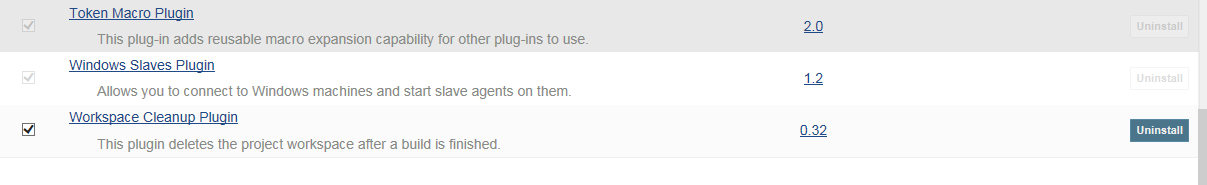 Token Macro Plugin
This plug-in adds reusable macro expansion capability for other plug-ins to use.
2.0
Uninstall
Windows Slaves Plugin
Allows you to connect to Windows machines and start slave agents on them.
1.2
Uninstall
Workspace Cleanup Plugin
This plugin deletes the project workspace after a build is finished.
0.32
Uninstall